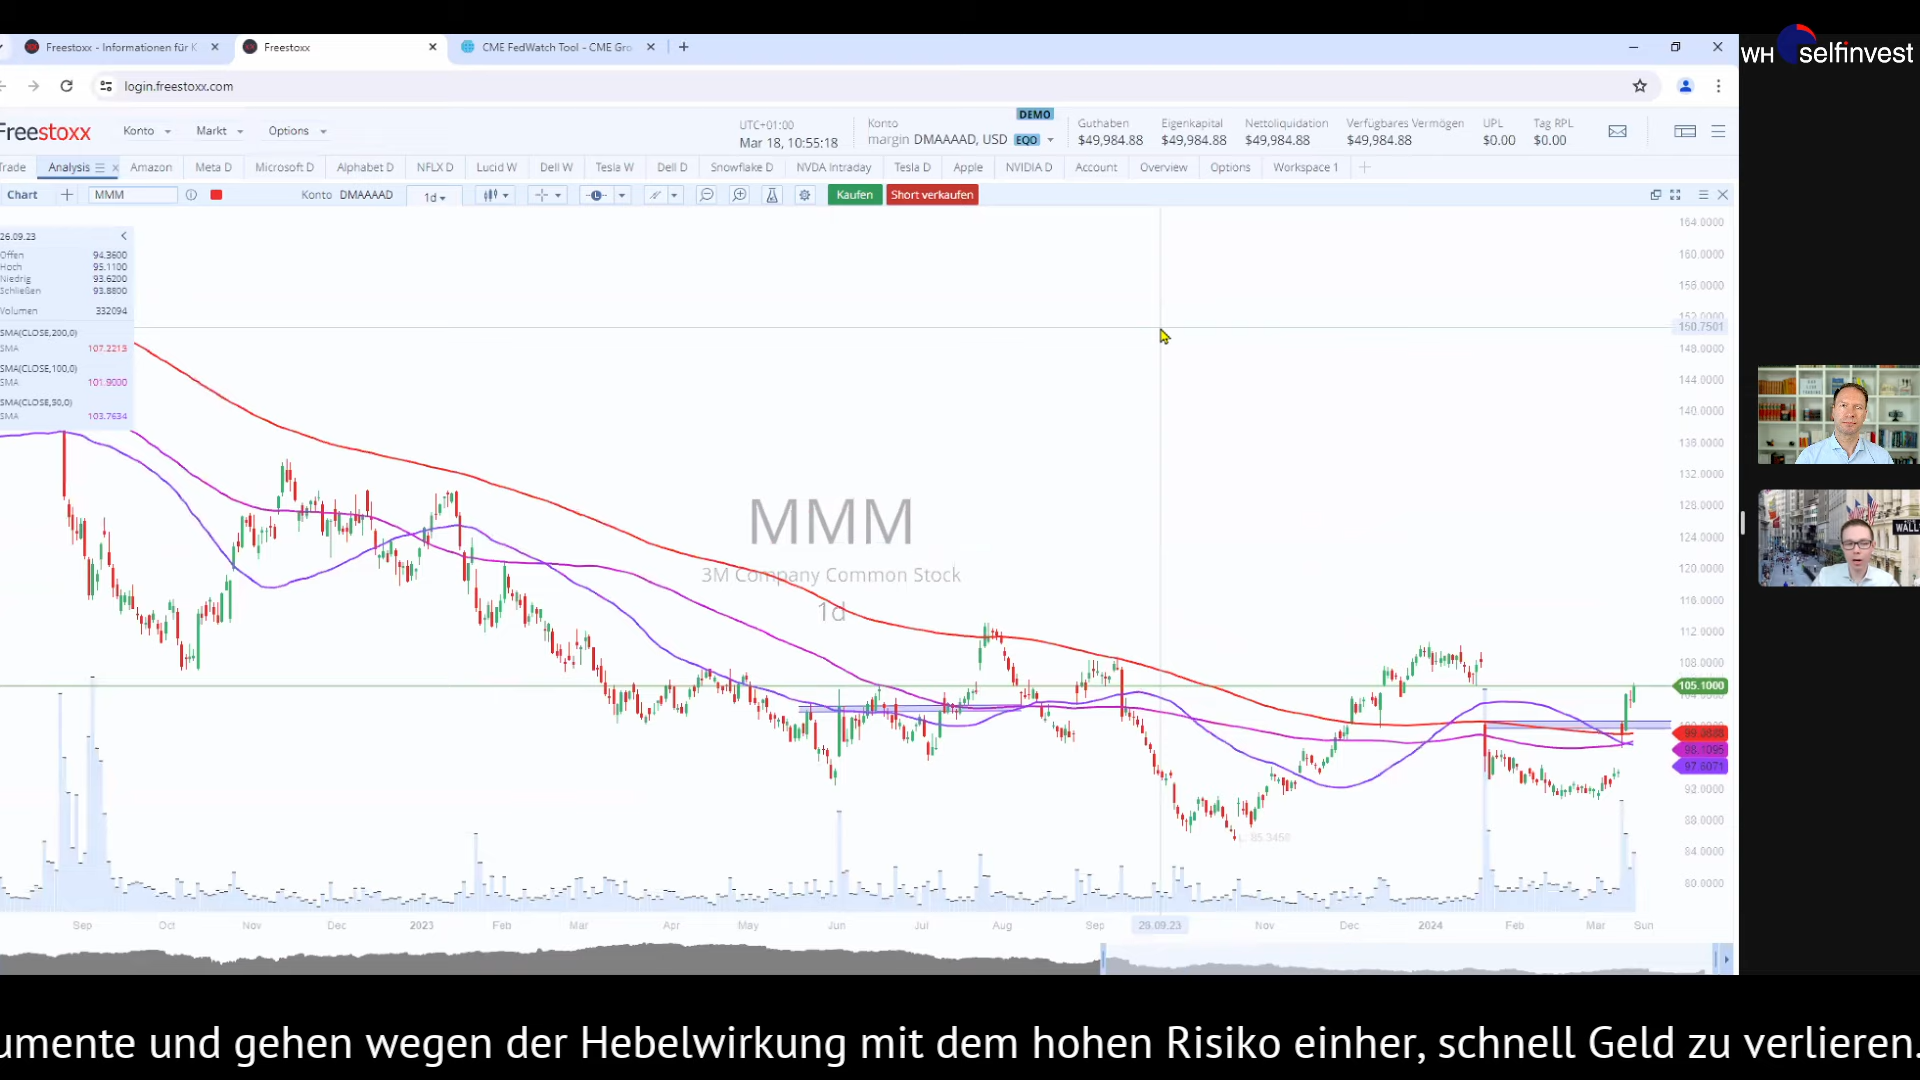 Freestoxx - Informationen für K
Freestoxx
CME FedWatch Tool - CME Gro
WH selfinvest
login.freestoxx.com
Freestoxx
Konto
Markt
Options
UTC+01:00
Mar 18, 10:55:18
Konto
DEMO
margin DMAAAAD, USD EQO
Guthaben
$49,984.88
Eigenkapital
$49,984.88
Nettoliquidation
$49,984.88
Verfügbares Vermögen
$49,984.88
UPL
$0.00
Tag RPL
$0.00
Trade
Analysis
Amazon
Meta D
Microsoft D
Alphabet D
NFLX D
Lucid W
Dell W
Tesla W
Dell D
Snowflake D
NVDA Intraday
Tesla D
Apple
NVIDIA D
Account
Overview
Options
Workspace 1
Chart
MMM
Konto DMAAAAD
1d
Kaufen
Short verkaufen
26.09.23
Offen 94.3600
Hoch 95.1100
Niedrig 93.6200
Schließen 93.8800
Volumen 332094
SMA(CLOSE,200,0)
SMA 107.2213
SMA(CLOSE,100,0)
SMA 101.9000
SMA(CLOSE,50,0)
SMA 103.7634
MMM
3M Company Common Stock
1d
164.0000
160.0000
156.0000
150.7501
148.0000
144.0000
140.0000
136.0000
132.0000
128.0000
124.0000
120.0000
116.0000
112.0000
108.0000
105.1000
98.1095
97.6071
92.0000
88.0000
84.0000
80.0000
85.3450
Sep
Oct
Nov
Dec
2023
Feb
Mar
Apr
May
Jun
Jul
Aug
Sep
26.09.23
Nov
Dec
2024
Feb
Mar
Sun
WALL
umente und gehen wegen der Hebelwirkung mit dem hohen Risiko einher, schnell Geld zu verlieren.